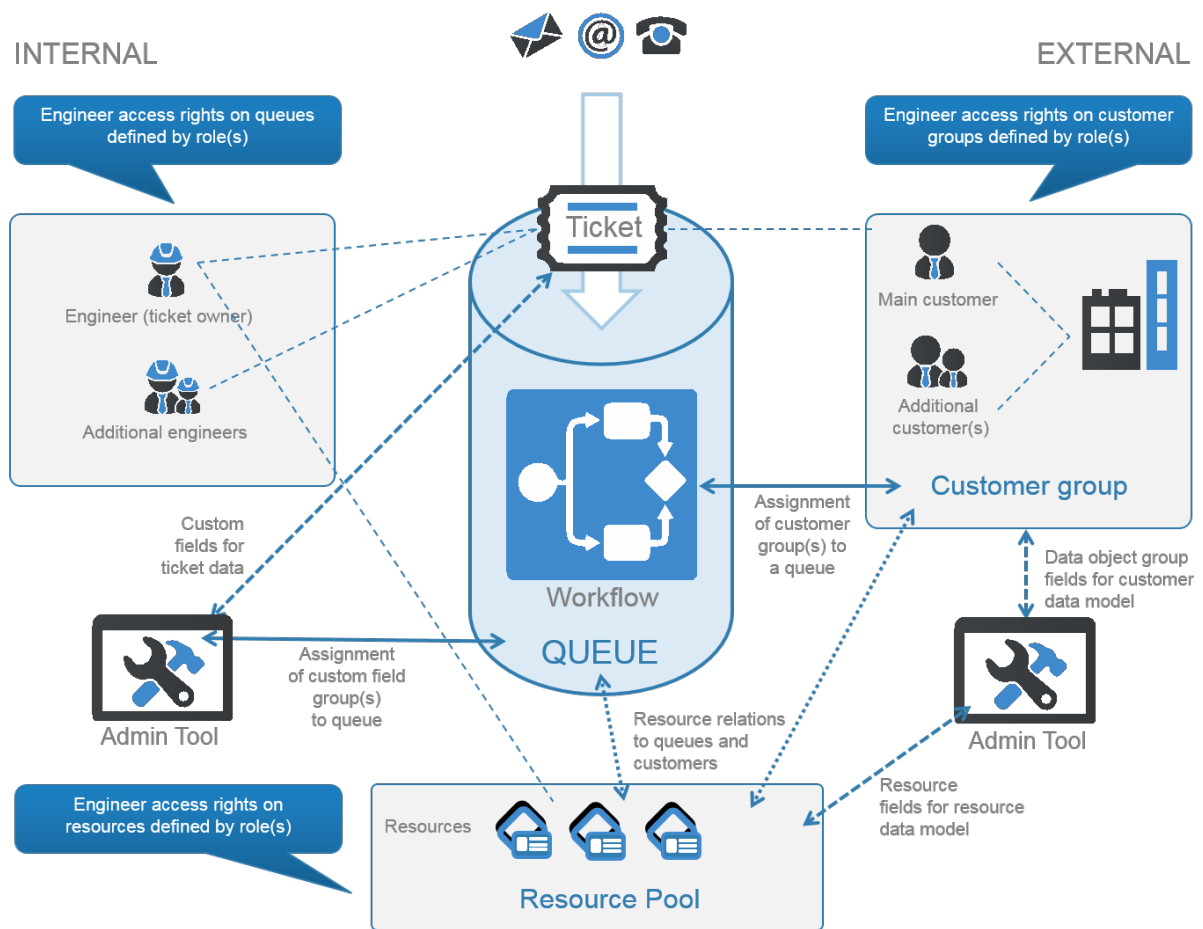 INTERNAL
EXTERNAL
Engineer access rights on queues
defined by role(s)
Engineer access rights on customer
groups defined by role(s)
@
Ticket
Engineer (ticket owner)
Additional engineers
Main customer
Additional
customer(s)
Customer group
Custom
fields for
ticket data
Workflow
QUEUE
Assignment
of customer
group(s) to
a queue
Data object group
fields for customer
data model
Admin Tool
Assignment
of custom field
group(s)
to queue
Resource relations
to queues and
customers
Admin Tool
Resource
fields for resource
data model
Engineer access rights on
resources defined by role(s)
Resources
Resource Pool